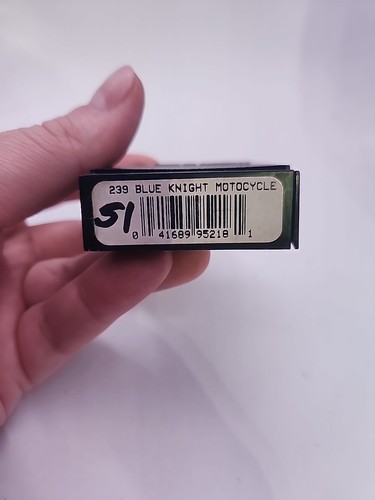 239 BLUE KNIGHT MOTOCYCLE
51
0 41689 95218 1